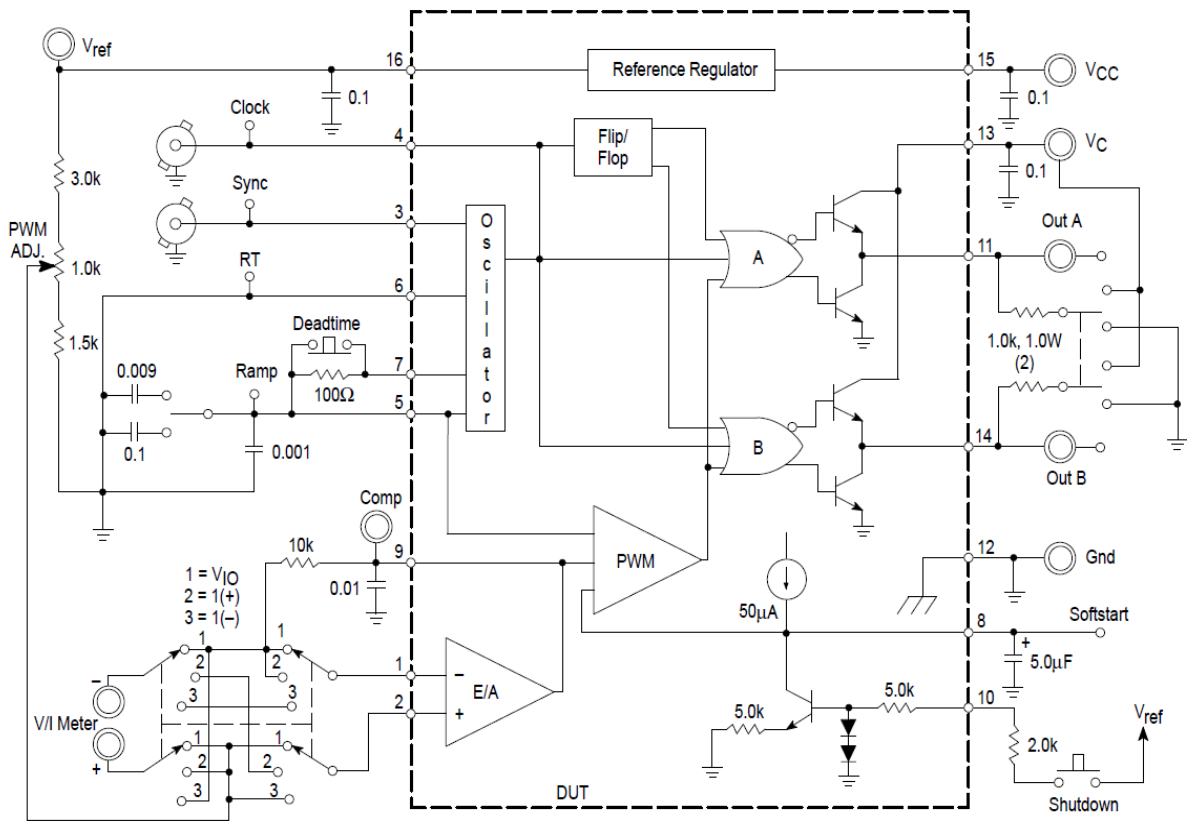 Vref
16
Reference Regulator
15
VCC
0.1
0.1
Clock
4
Flip/
Flop
13
VC
0.1
3.0k
Sync
3
Oscillator
PWM
ADJ.
1.0k
RT
6
A
11
Out A
1.5k
Deadtime
7
100Ω
1.0k, 1.0W
(2)
0.009
Ramp
5
0.1
0.001
B
14
Out B
Comp
10k
9
0.01
PWM
12
Gnd
1 = VIO
2 = 1(+)
3 = 1(–)
50μA
8
Softstart
+
5.0μF
1
1
2
2
3
3
–
V/I Meter
+
1
1
2
2
3
3
1
–
E/A
2
+
5.0k
5.0k
10
2.0k
Vref
Shutdown
DUT